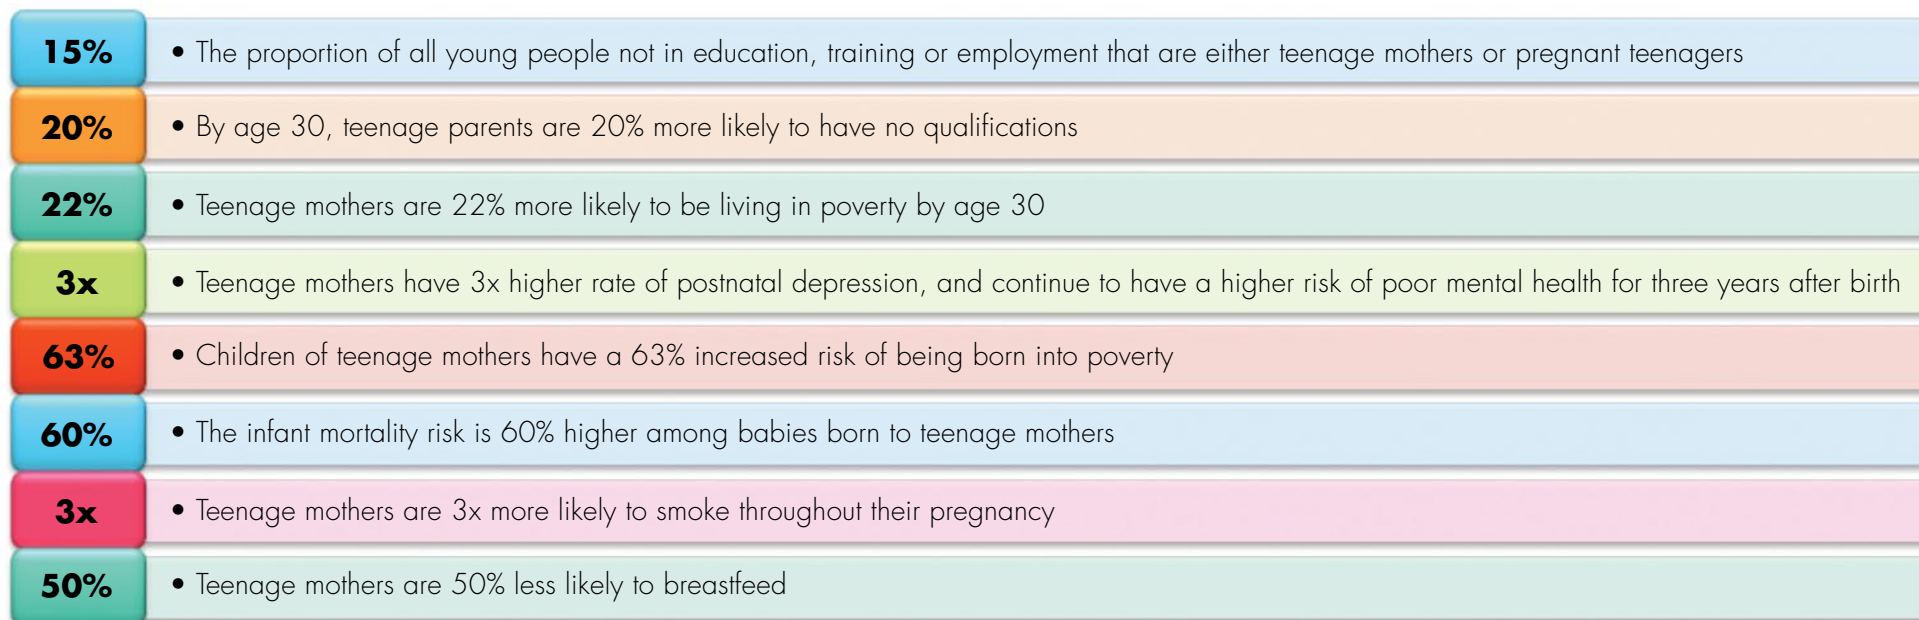 15% • The proportion of all young people not in education, training or employment that are either teenage mothers or pregnant teenagers
20% • By age 30, teenage parents are 20% more likely to have no qualifications
22% • Teenage mothers are 22% more likely to be living in poverty by age 30
3x • Teenage mothers have 3x higher rate of postnatal depression, and continue to have a higher risk of poor mental health for three years after birth
63% • Children of teenage mothers have a 63% increased risk of being born into poverty
60% • The infant mortality risk is 60% higher among babies born to teenage mothers
3x • Teenage mothers are 3x more likely to smoke throughout their pregnancy
50% • Teenage mothers are 50% less likely to breastfeed